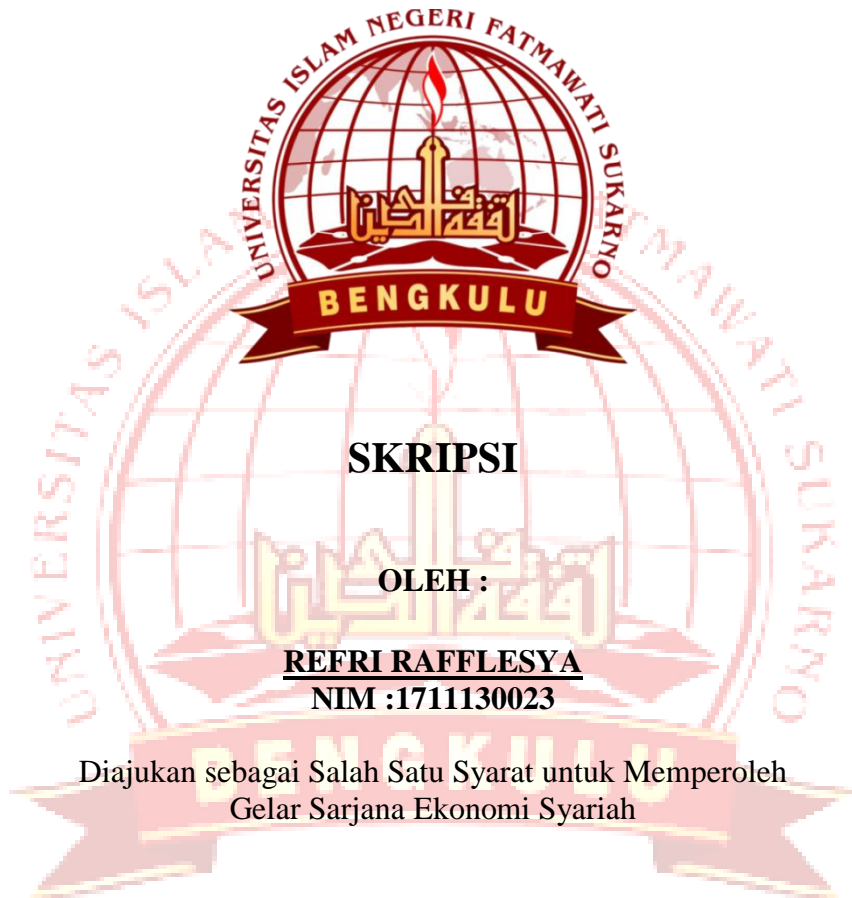 UNIVERSITAS ISLAM NEGERI FATMAWATI SUKARNO
BENGKULU
SKRIPSI
OLEH :
REFRI RAFFLESYA
NIM :1711130023
Diajukan sebagai Salah Satu Syarat untuk Memperoleh
Gelar Sarjana Ekonomi Syariah